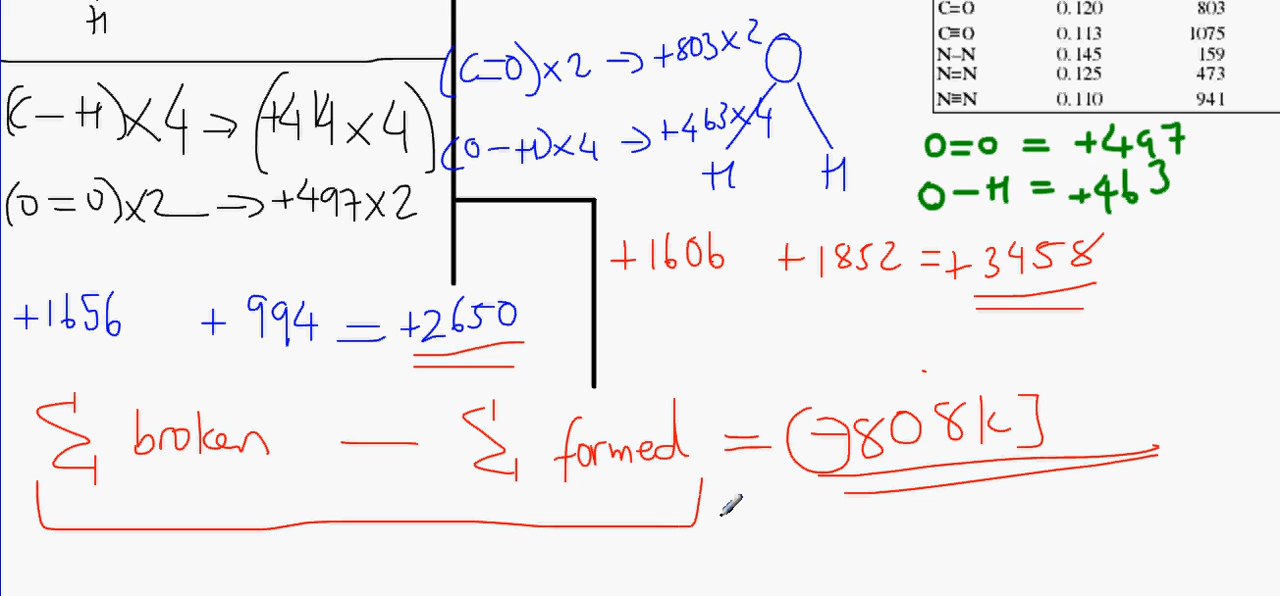 H
(C-H)×4 → (+414×4)
(O=O)×2 → +497×2
+1656 + 994 = +2650
(C=O)×2 → +803×2
(O-H)×4 → +463×4
O
H H
C=O 0.120 803
C≡O 0.113 1075
N–N 0.145 159
N=N 0.125 473
N≡N 0.110 941
O=O = +497
O-H = +463
+1606 +1852 = +3458
Σ broken — Σ formed = -808kJ